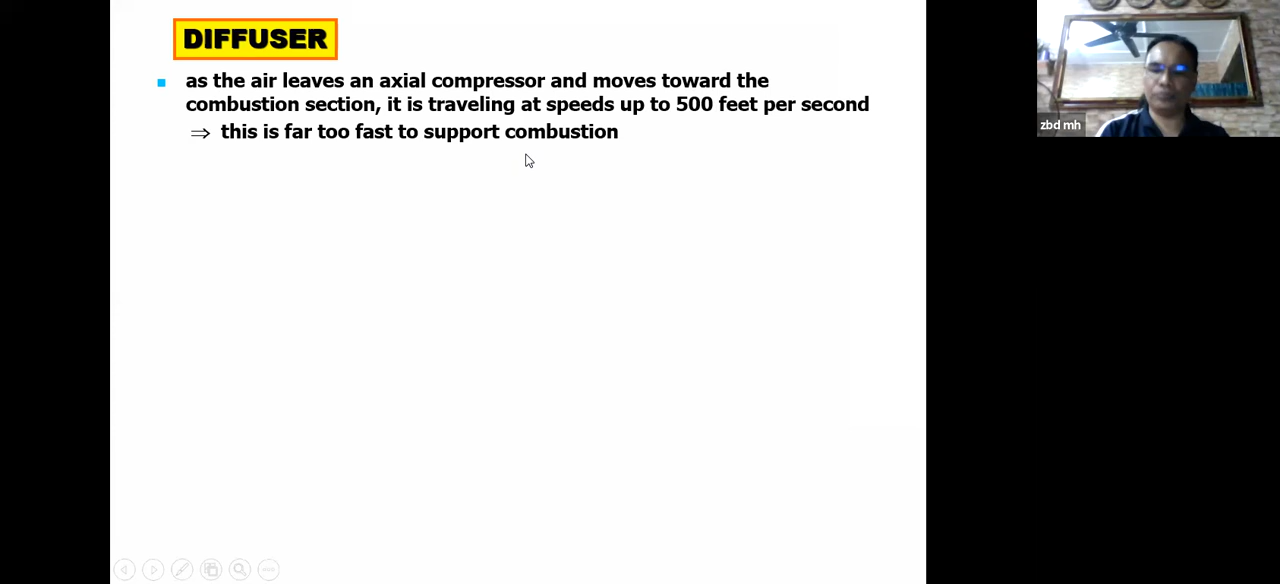 DIFFUSER
as the air leaves an axial compressor and moves toward the
combustion section, it is traveling at speeds up to 500 feet per second
⇒ this is far too fast to support combustion
zbd mh